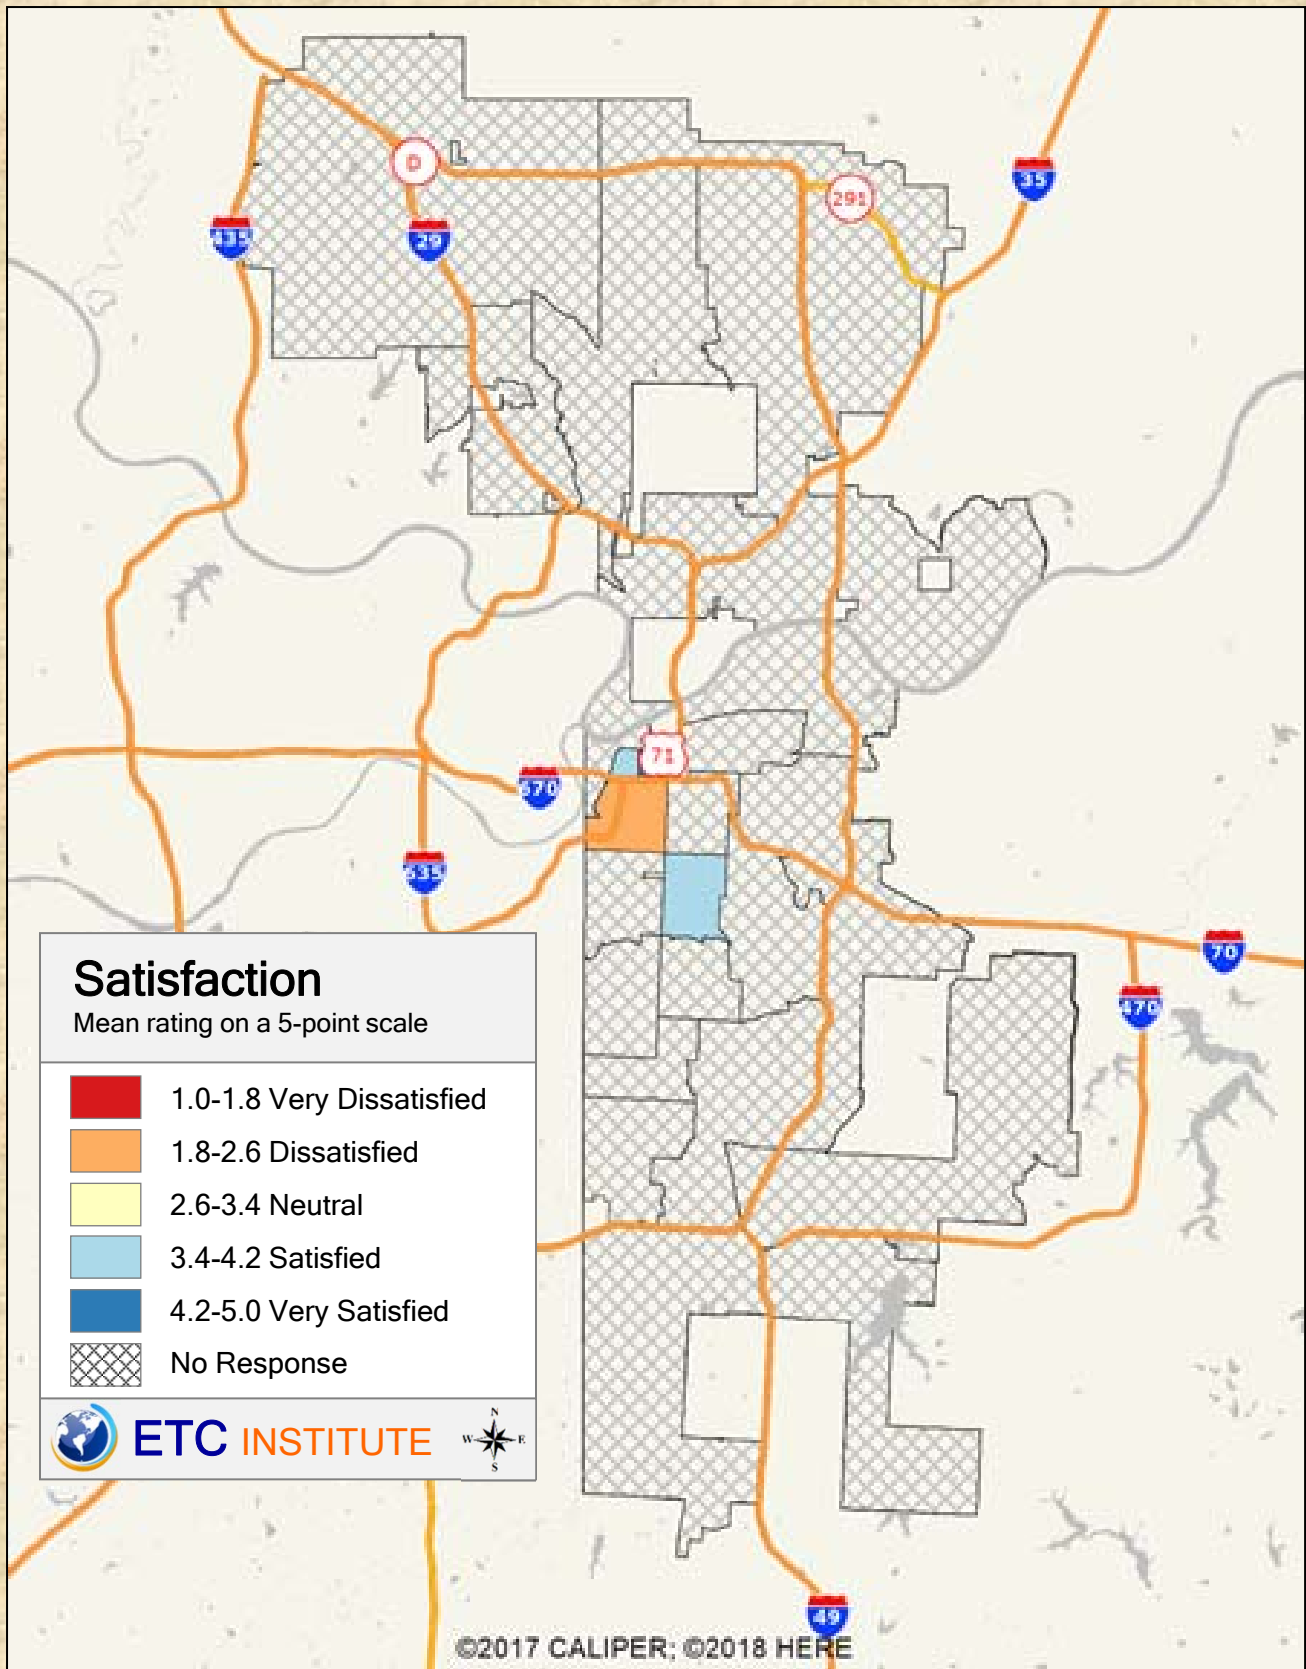 D
291
35
435
29
71
670
635
70
470
Satisfaction
Mean rating on a 5-point scale
1.0-1.8 Very Dissatisfied
1.8-2.6 Dissatisfied
2.6-3.4 Neutral
3.4-4.2 Satisfied
4.2-5.0 Very Satisfied
No Response
ETC INSTITUTE
N
W E
S
49
©2017 CALIPER; ©2018 HERE